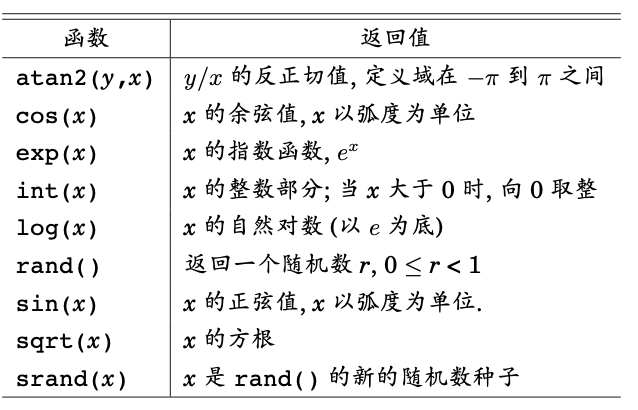 函数 返回值
atan2(y,x) y/x 的反正切值, 定义域在 −π 到 π 之间
cos(x) x 的余弦值, x 以弧度为单位
exp(x) x 的指数函数, e^x
int(x) x 的整数部分; 当 x 大于 0 时, 向 0 取整
log(x) x 的自然对数 (以 e 为底)
rand() 返回一个随机数 r, 0 ≤ r < 1
sin(x) x 的正弦值, x 以弧度为单位.
sqrt(x) x 的方根
srand(x) x 是 rand() 的新的随机数种子